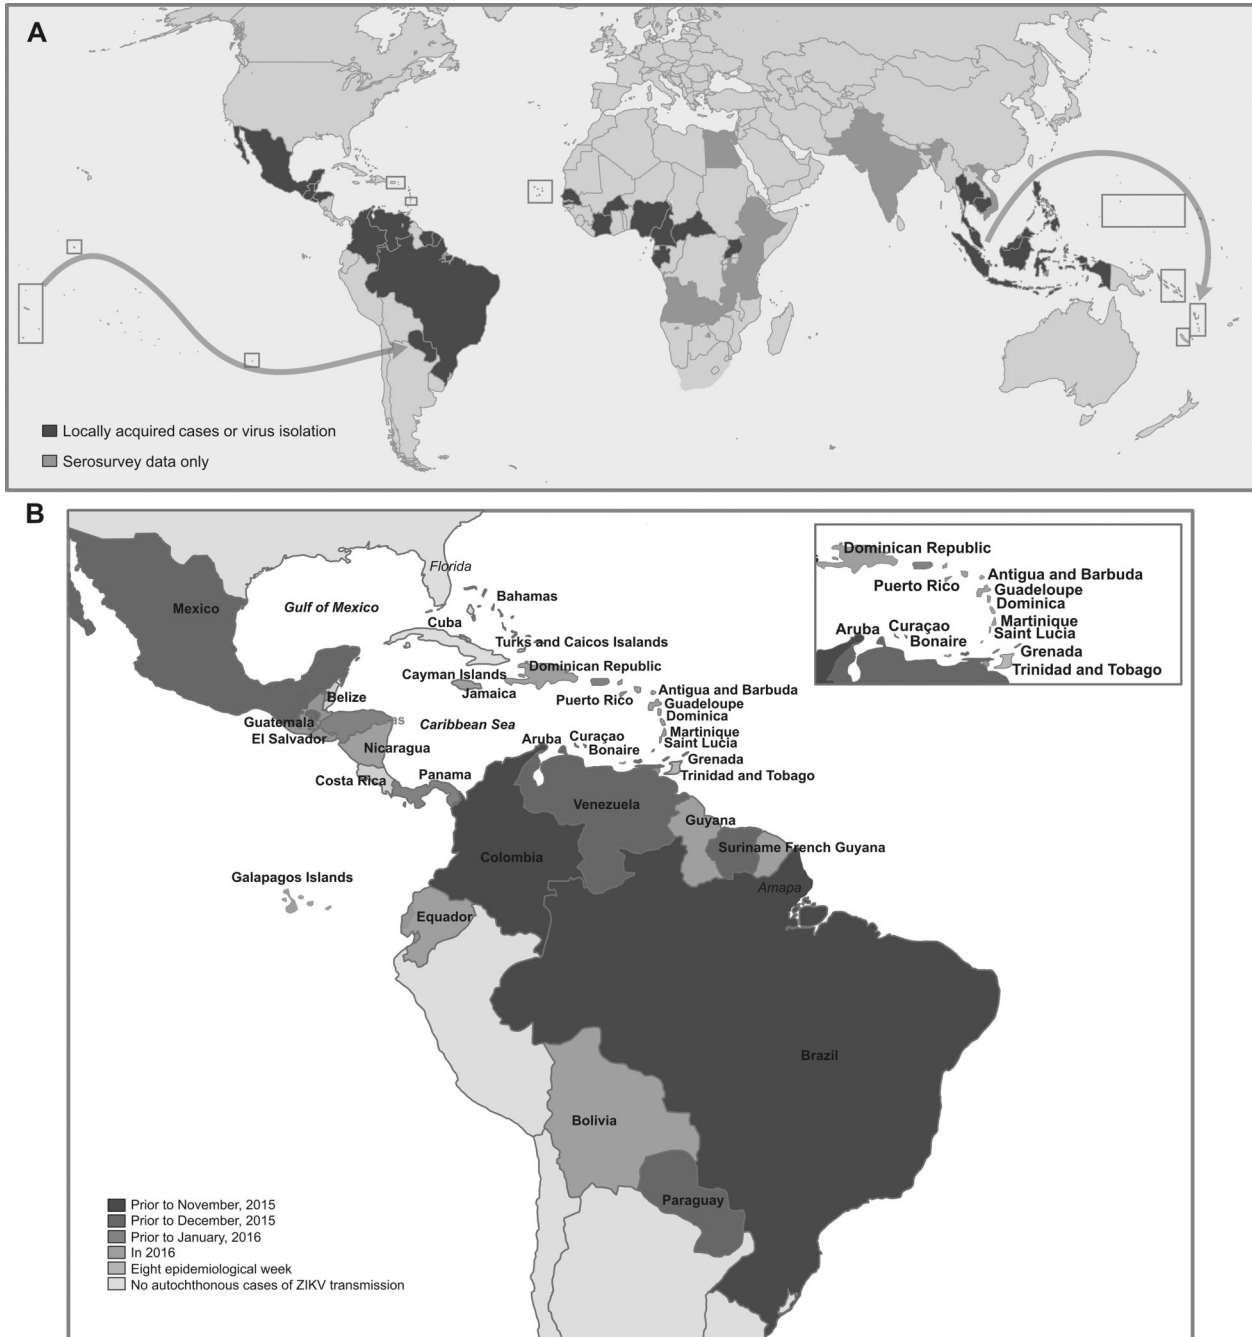 A
Locally acquired cases or virus isolation
Serosurvey data only
B
Florida
Mexico
Gulf of Mexico
Bahamas
Cuba
Turks and Caicos Isalands
Dominican Republic
Cayman Islands
Jamaica
Belize
Puerto Rico
Antigua and Barbuda
Guadeloupe
Dominica
Guatemala
Caribbean Sea
Martinique
El Salvador
Saint Lucia
Nicaragua
Aruba
Curaçao
Bonaire
Grenada
Costa Rica
Panama
Trinidad and Tobago
Venezuela
Guyana
Colombia
Suriname French Guyana
Galapagos Islands
Amapa
Equador
Brazil
Bolivia
Paraguay
Dominican Republic
Puerto Rico
Antigua and Barbuda
Guadeloupe
Dominica
Martinique
Saint Lucia
Aruba
Curaçao
Bonaire
Grenada
Trinidad and Tobago
Prior to November, 2015
Prior to December, 2015
Prior to January, 2016
In 2016
Eight epidemiological week
No autochthonous cases of ZIKV transmission